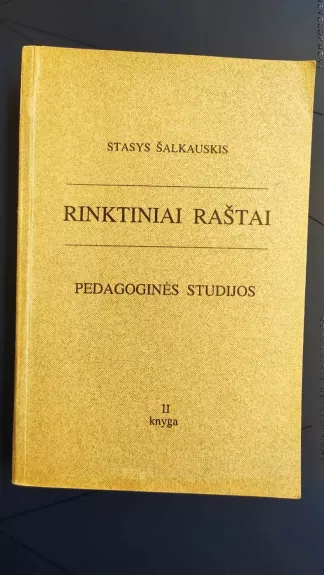 STASYS ŠALKAUSKIS
RINKTINIAI RAŠTAI
PEDAGOGINĖS STUDIJOS
II
knyga